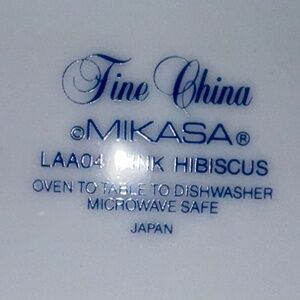 Fine China
©MIKASA®
LAA04 PINK HIBISCUS
OVEN TO TABLE TO DISHWASHER
MICROWAVE SAFE
JAPAN